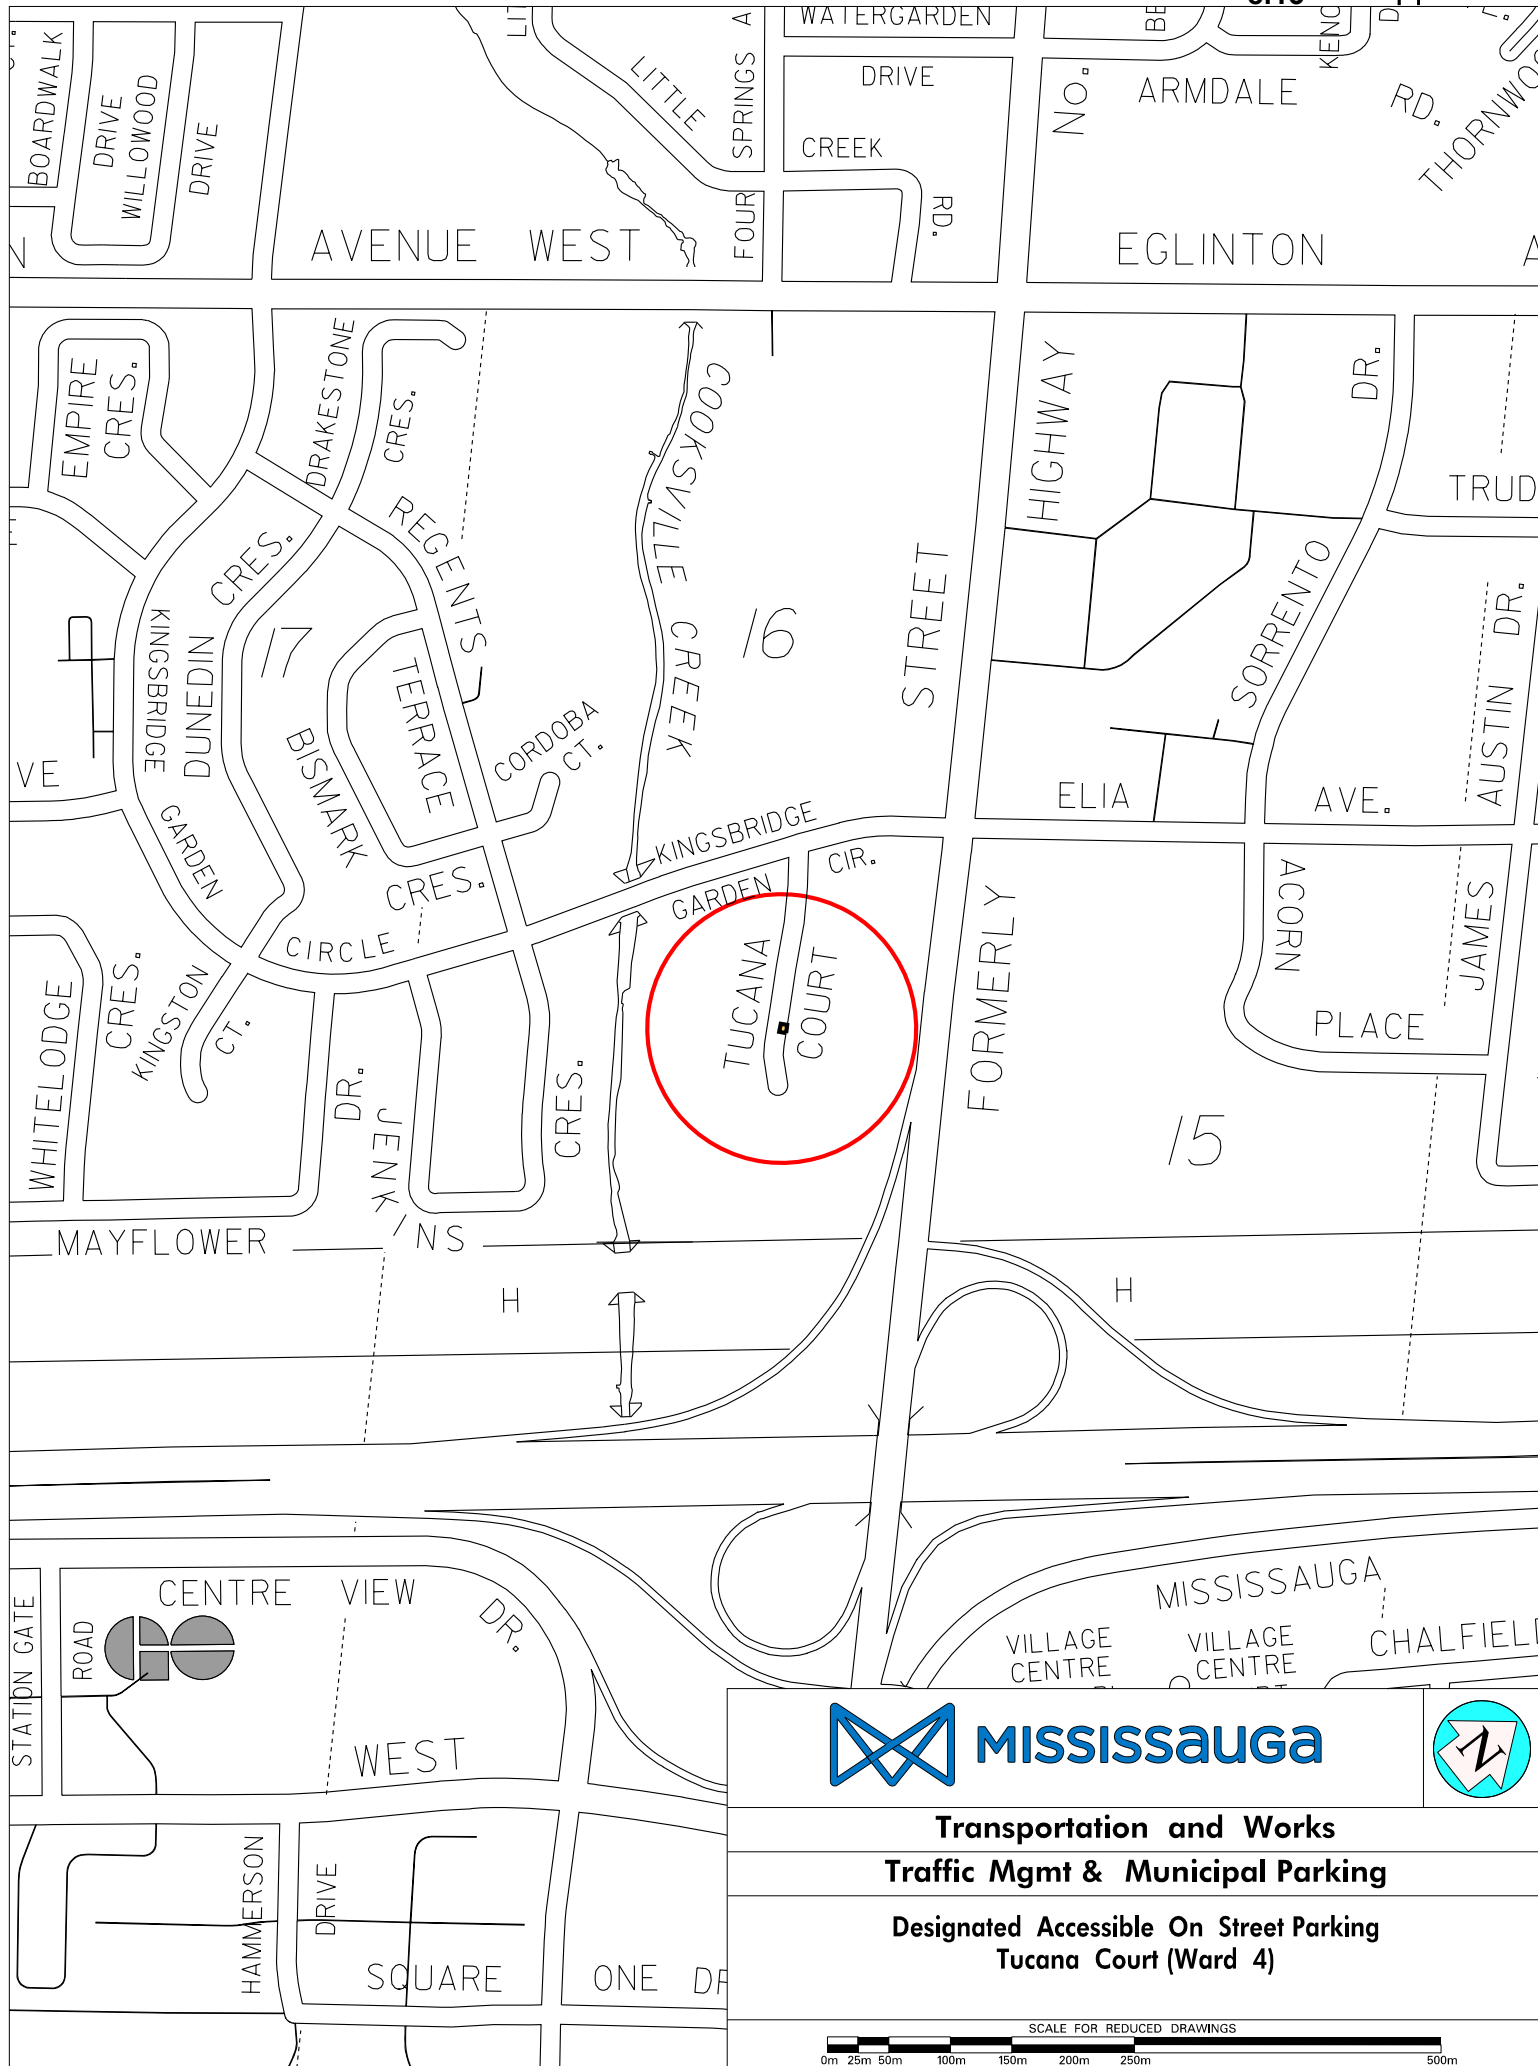 WATERGARDEN
DRIVE
BOARDWALK
DRIVE
WILLOWOOD
DRIVE
LITTLE
CREEK
RD.
FOUR
SPRINGS
A
No.
ARMDALE
RD.
AVENUE WEST
EGLINTON
EMPIRE
CRES.
DRAKESTONE
CRES.
COOKSVILLE CREEK
HIGHWAY
DR.
REGENTS
TERRACE
CRES.
DUNEDIN
KINGSBRIDGE
GARDEN
CIRCLE
17
16
STREET
SORRENTO
AUSTIN DR.
VE
BISMARK
CRES.
CORDOBA
CT.
ELIA
AVE.
KINGSBRIDGE
GARDEN
CIR.
TUCANA
COURT
FORMERLY
ACORN
PLACE
JAMES
WHITELODGE
CRES.
KINGSTON
CT.
DR.
JENKINS
CRES.
15
MAYFLOWER
H
H
CENTRE VIEW
DR.
STATION GATE
ROAD
MISSISSAUGA
VILLAGE
CENTRE
VILLAGE
CENTRE
WEST
HAMMERSON
DRIVE
SQUARE ONE
MISSISSAUGA
N
Transportation and Works
Traffic Mgmt & Municipal Parking
Designated Accessible On Street Parking
Tucana Court (Ward 4)
SCALE FOR REDUCED DRAWINGS
0m 25m 50m 100m 150m 200m 250m 500m